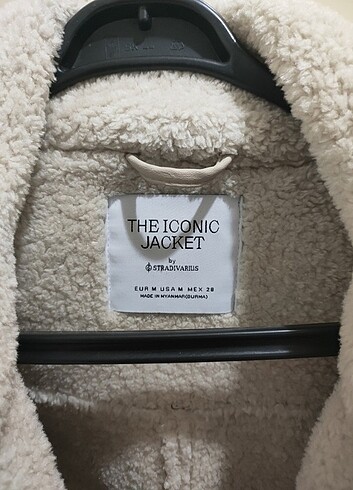 THE ICONIC
JACKET
by
STRADIVARIUS
EUR M USA M MEX 28
MADE IN MYANMAR(BURMA)